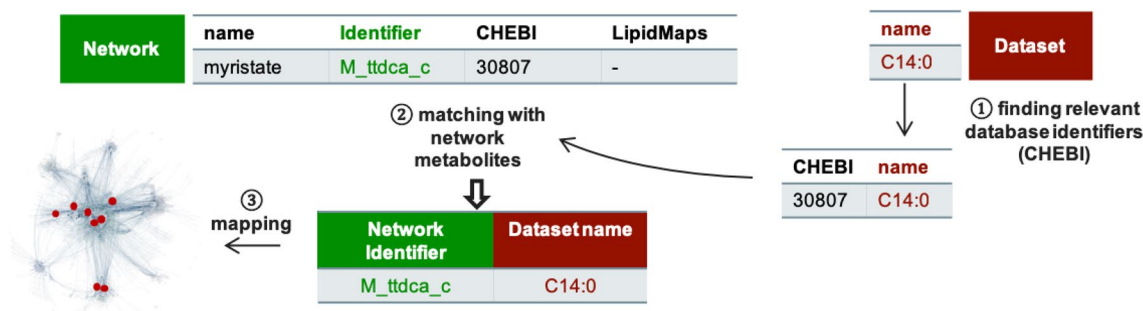 Network
name Identifier CHEBI LipidMaps
myristate M_ttdca_c 30807 -
name
C14:0
Dataset
① finding relevant
database identifiers
(CHEBI)
CHEBI name
30807 C14:0
② matching with
network
metabolites
Network
Identifier
Dataset name
M_ttdca_c C14:0
③
mapping